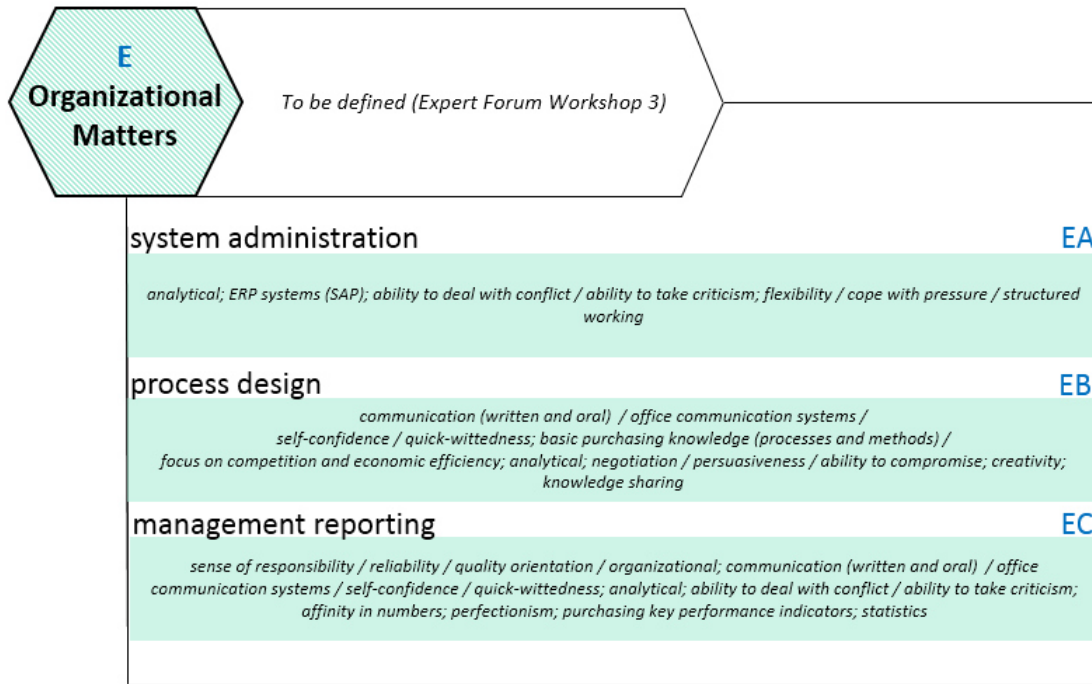 E
Organizational
Matters
To be defined (Expert Forum Workshop 3)
system administration EA
analytical; ERP systems (SAP); ability to deal with conflict / ability to take criticism; flexibility / cope with pressure / structured
working
process design EB
communication (written and oral) / office communication systems /
self-confidence / quick-wittedness; basic purchasing knowledge (processes and methods) /
focus on competition and economic efficiency; analytical; negotiation / persuasiveness / ability to compromise; creativity;
knowledge sharing
management reporting EC
sense of responsibility / reliability / quality orientation / organizational; communication (written and oral) / office
communication systems / self-confidence / quick-wittedness; analytical; ability to deal with conflict / ability to take criticism;
affinity in numbers; perfectionism; purchasing key performance indicators; statistics